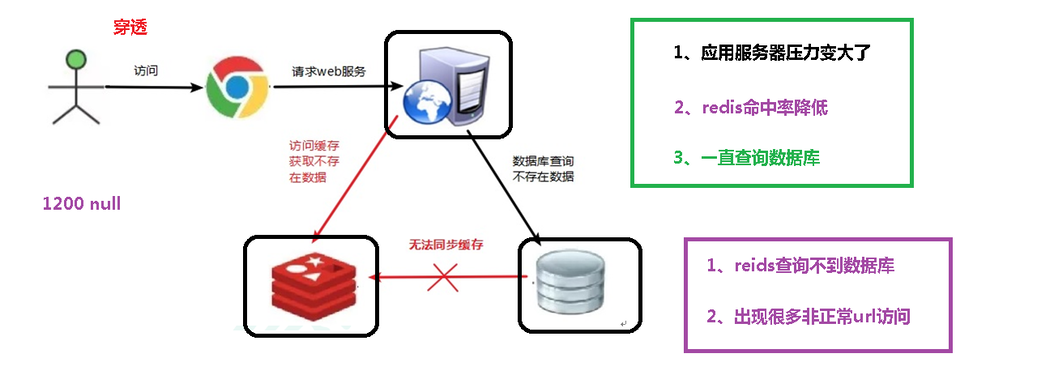 穿透
访问
请求web服务
访问缓存
获取不存
在数据
数据库查询
不存在数据
1200 null
无法同步缓存
1、应用服务器压力变大了
2、redis命中率降低
3、一直查询数据库
1、reids查询不到数据库
2、出现很多非正常url访问